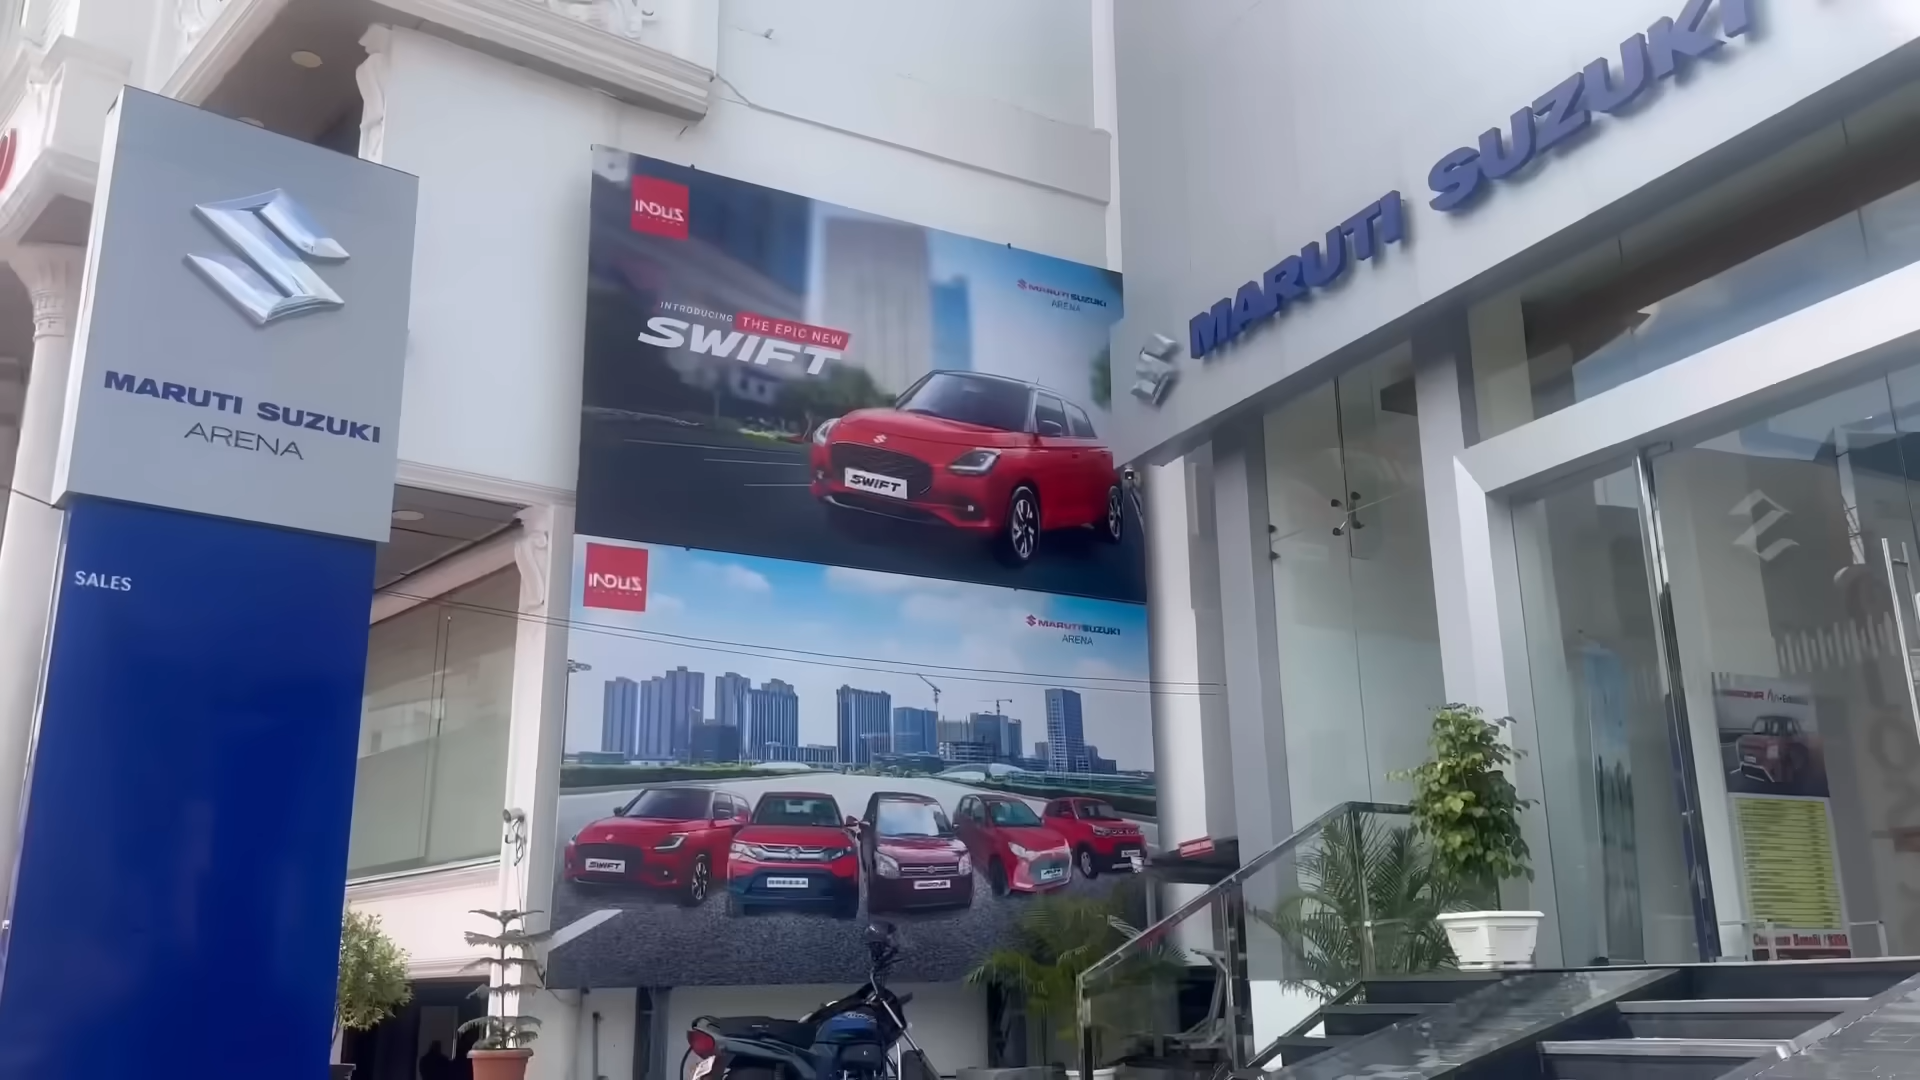 MARUTI SUZUKI
ARENA
SALES
INDUS
INTRODUCING THE EPIC NEW
SWIFT
MARUTI SUZUKI
ARENA
SWIFT
INDUS
MARUTI SUZUKI
ARENA
SWIFT
BREZZA
MARUTI SUZUKI